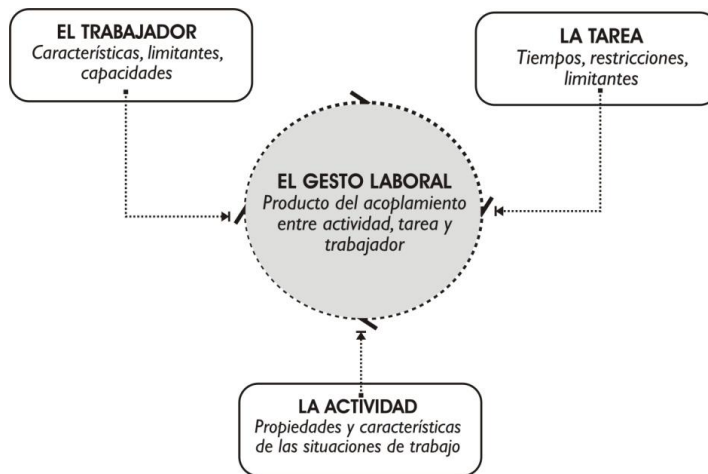 EL TRABAJADOR
Características, limitantes,
capacidades
LA TAREA
Tiempos, restricciones,
limitantes
EL GESTO LABORAL
Producto del acoplamiento
entre actividad, tarea y
trabajador
LA ACTIVIDAD
Propiedades y características
de las situaciones de trabajo